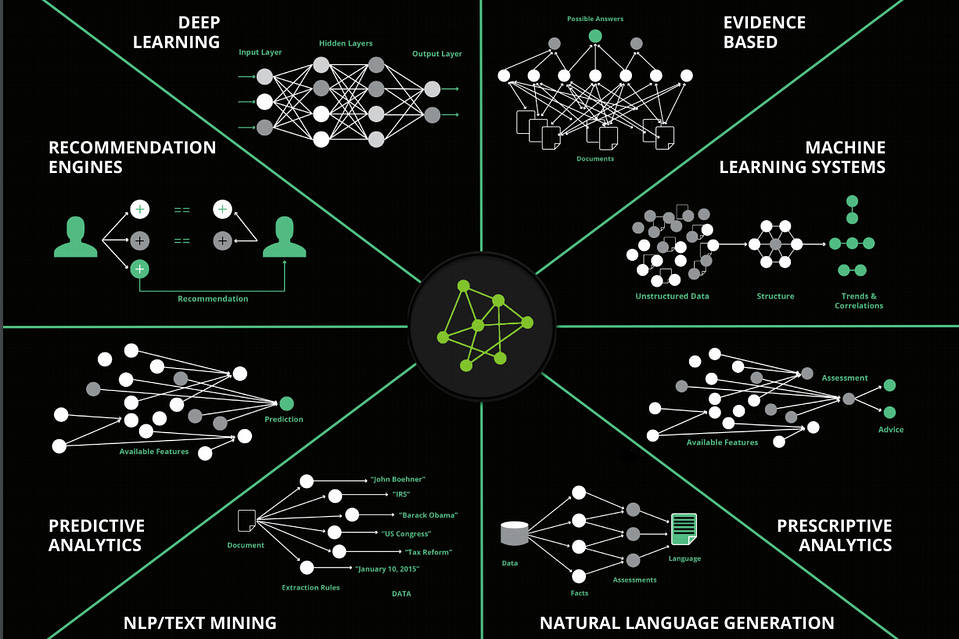 DEEP
LEARNING
Input Layer
Hidden Layers
Output Layer
Possible Answers
Documents
EVIDENCE
BASED
RECOMMENDATION
ENGINES
==
==
Recommendation
MACHINE
LEARNING SYSTEMS
Unstructured Data
Structure
Trends &
Correlations
Prediction
Available Features
PREDICTIVE
ANALYTICS
Assessment
Advice
Available Features
PRESCRIPTIVE
ANALYTICS
Document
"John Boehner"
"IRS"
"Barack Obama"
"US Congress"
"Tax Reform"
"January 10, 2015"
Extraction Rules
DATA
NLP/TEXT MINING
Data
Facts
Assessments
Language
NATURAL LANGUAGE GENERATION